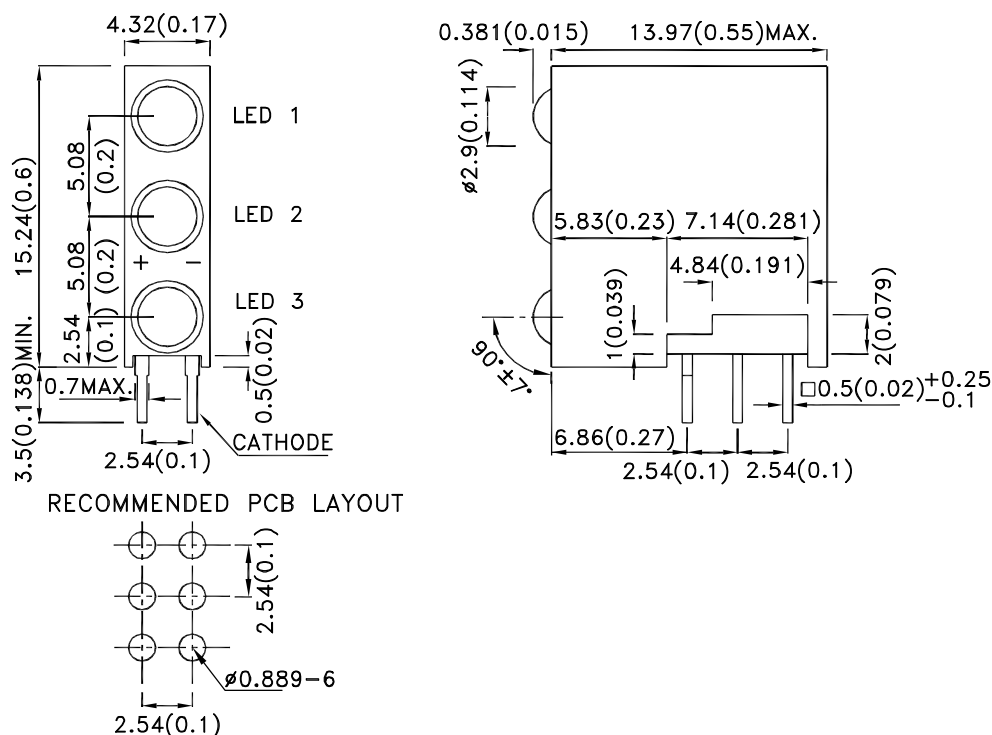 4.32(0.17)
LED 1
LED 2
LED 3
5.08
(0.2)
5.08
(0.2)
2.54
(0.1)
15.24(0.6)
3.5(0.138)MIN.
+ −
0.7MAX.
0.5(0.02)
CATHODE
2.54(0.1)
0.381(0.015)
13.97(0.55)MAX.
ø2.9(0.114)
5.83(0.23)
7.14(0.281)
4.84(0.191)
1(0.039)
2(0.079)
90°±7°
□0.5(0.02)+0.25
−0.1
6.86(0.27)
2.54(0.1)
2.54(0.1)
RECOMMENDED PCB LAYOUT
2.54(0.1)
ø0.889−6
2.54(0.1)